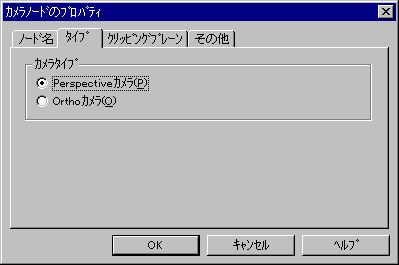 ｶﾒﾗﾉｰﾄﾞのﾌﾟﾛﾊﾟﾃｨ
ﾉｰﾄﾞ名 ﾀｲﾌﾟ ｸﾘｯﾋﾟﾝｸﾞﾌﾟﾚｰﾝ その他
ｶﾒﾗﾀｲﾌﾟ
Perspectiveｶﾒﾗ(P)
Orthoｶﾒﾗ(O)
OK ｷｬﾝｾﾙ ﾍﾙﾌﾟ